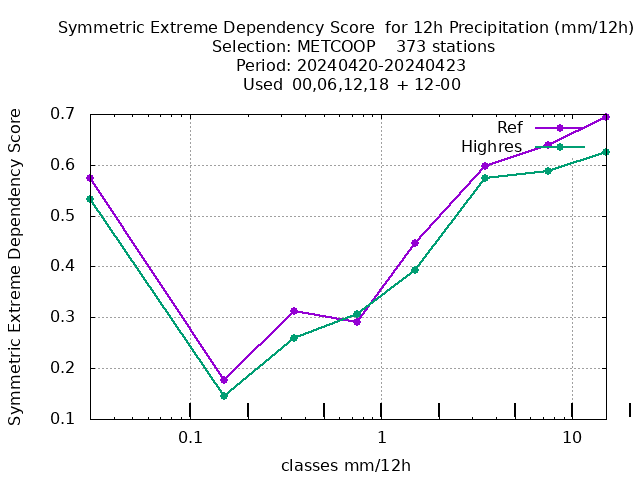 Symmetric Extreme Dependency Score  for 12h Precipitation (mm/12h)
Selection: METCOOP    373 stations
Period: 20240420-20240423
Used  00,06,12,18  + 12-00
Symmetric Extreme Dependency Score
0.7
0.6
0.5
0.4
0.3
0.2
0.1
Ref
Highres
0.1
1
10
classes mm/12h